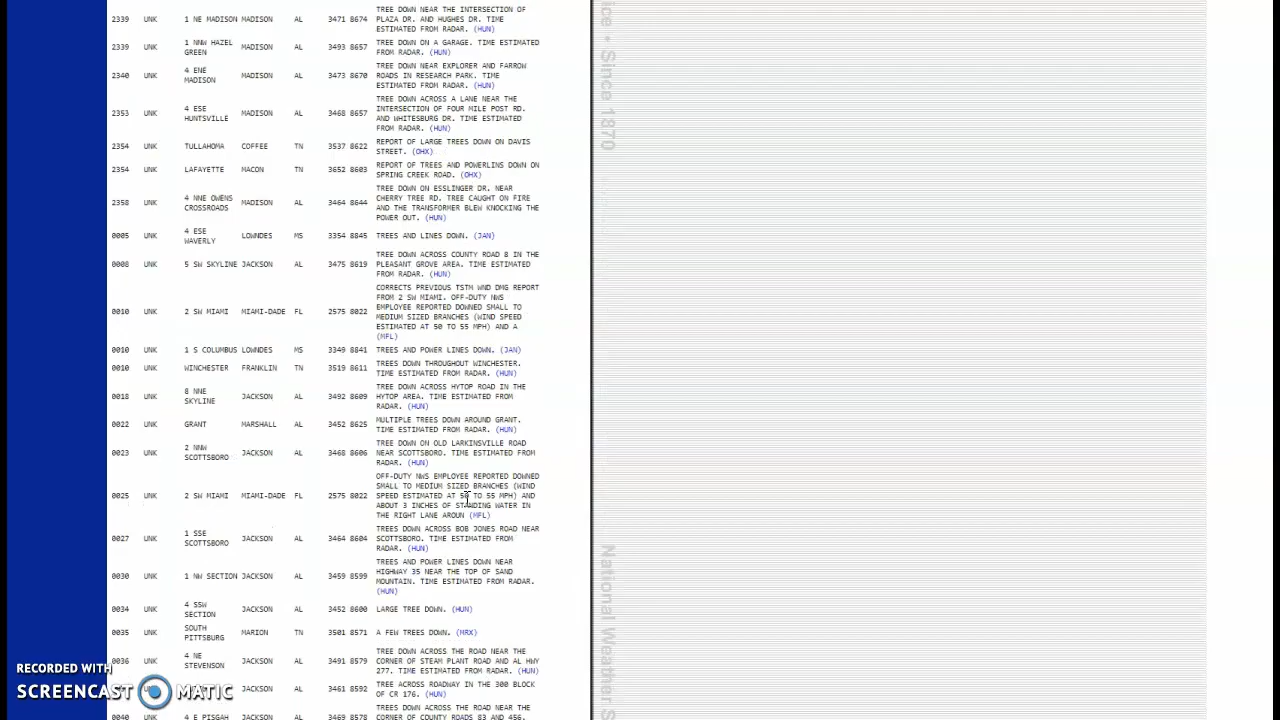 TREE DOWN NEAR THE INTERSECTION OF
2339 UNK 1 NE MADISON MADISON AL 3471 8674 PLAZA DR. AND HUGHES DR. TIME
ESTIMATED FROM RADAR. (HUN)
2339 UNK 1 NNW HAZEL GREEN MADISON AL 3493 8657 TREE DOWN ON A GARAGE. TIME ESTIMATED
FROM RADAR. (HUN)
2340 UNK 4 ENE MADISON MADISON AL 3473 8670 TREE DOWN NEAR EXPLORER AND FARROW
ROADS IN RESEARCH PARK. TIME
ESTIMATED FROM RADAR. (HUN)
2353 UNK 4 ESE HUNTSVILLE MADISON AL 3468 8657 TREE DOWN ACROSS A LANE NEAR THE
INTERSECTION OF FOUR MILE POST RD.
AND WHITESBURG DR. TIME ESTIMATED
FROM RADAR. (HUN)
2354 UNK TULLAHOMA COFFEE TN 3537 8622 REPORT OF LARGE TREES DOWN ON DAVIS
STREET. (OHX)
2354 UNK LAFAYETTE MACON TN 3652 8603 REPORT OF TREES AND POWERLINS DOWN ON
SPRING CREEK ROAD. (OHX)
2358 UNK 4 NNE OWENS CROSSROADS MADISON AL 3464 8644 TREE DOWN ON ESSLINGER DR. NEAR
CHERRY TREE RD. TREE CAUGHT ON FIRE
AND THE TRANSFORMER BLEW KNOCKING THE
POWER OUT. (HUN)
0005 UNK 4 ESE WAVERLY LOWNDES MS 3354 8845 TREES AND LINES DOWN. (JAN)
0008 UNK 5 SW SKYLINE JACKSON AL 3475 8619 TREE DOWN ACROSS COUNTY ROAD 8 IN THE
PLEASANT GROVE AREA. TIME ESTIMATED
FROM RADAR. (HUN)
0010 UNK 2 SW MIAMI MIAMI-DADE FL 2575 8022 CORRECTS PREVIOUS TSTM WND DMG REPORT
FROM 2 SW MIAMI. OFF-DUTY NWS
EMPLOYEE REPORTED DOWNED SMALL TO
MEDIUM SIZED BRANCHES (WIND SPEED
ESTIMATED AT 50 TO 55 MPH) AND A
(MFL)
0010 UNK 1 S COLUMBUS LOWNDES MS 3349 8841 TREES AND POWER LINES DOWN. (JAN)
0010 UNK WINCHESTER FRANKLIN TN 3519 8611 TREES DOWN THROUGHOUT WINCHESTER.
TIME ESTIMATED FROM RADAR. (HUN)
0018 UNK 8 NNE SKYLINE JACKSON AL 3492 8609 TREE DOWN ACROSS HYTOP ROAD IN THE
HYTOP AREA. TIME ESTIMATED FROM
RADAR. (HUN)
0022 UNK GRANT MARSHALL AL 3452 8625 MULTIPLE TREES DOWN AROUND GRANT.
TIME ESTIMATED FROM RADAR. (HUN)
0023 UNK 2 NNW SCOTTSBORO JACKSON AL 3468 8606 TREE DOWN ON OLD LARKINSVILLE ROAD
NEAR SCOTTSBORO. TIME ESTIMATED FROM
RADAR. (HUN)
0025 UNK 2 SW MIAMI MIAMI-DADE FL 2575 8022 OFF-DUTY NWS EMPLOYEE REPORTED DOWNED
SMALL TO MEDIUM SIZED BRANCHES (WIND
SPEED ESTIMATED AT 50 TO 55 MPH) AND
ABOUT 3 INCHES OF STANDING WATER IN
THE RIGHT LANE AROUN (MFL)
0027 UNK 1 SSE SCOTTSBORO JACKSON AL 3464 8604 TREES DOWN ACROSS BOB JONES ROAD NEAR
SCOTTSBORO. TIME ESTIMATED FROM
RADAR. (HUN)
0030 UNK 1 NW SECTION JACKSON AL 3459 8599 TREES AND POWER LINES DOWN NEAR
HIGHWAY 35 NEAR THE TOP OF SAND
MOUNTAIN. TIME ESTIMATED FROM RADAR.
(HUN)
0034 UNK 4 SSW SECTION JACKSON AL 3452 8600 LARGE TREE DOWN. (HUN)
0035 UNK SOUTH PITTSBURG MARION TN 3501 8571 A FEW TREES DOWN. (MRX)
0036 UNK 4 NE STEVENSON JACKSON AL 3491 8579 TREE DOWN ACROSS THE ROAD NEAR THE
CORNER OF STEAM PLANT ROAD AND AL HWY
277. TIME ESTIMATED FROM RADAR. (HUN)
JACKSON AL 3461 8592 TREE ACROSS ROADWAY IN THE 300 BLOCK
OF CR 176. (HUN)
0040 UNK 4 E PISGAH JACKSON AL 3469 8578 TREES DOWN ACROSS THE ROAD NEAR THE
CORNER OF COUNTY ROADS 83 AND 456.
ice • Since 1970
National Weather S
RECORDED WITH
SCREENCAST MATIC